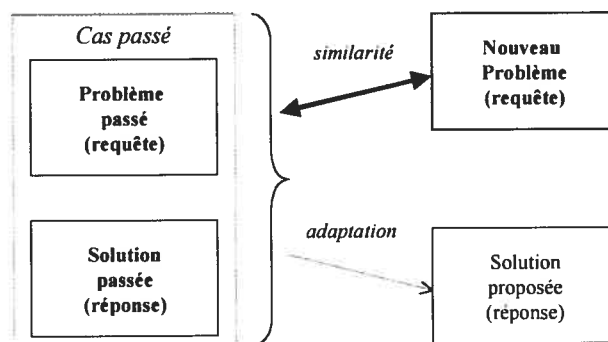 Cas passé
Problème
passé
(requête)
Solution
passée
(réponse)
similarité
adaptation
Nouveau
Problème
(requête)
Solution
proposée
(réponse)